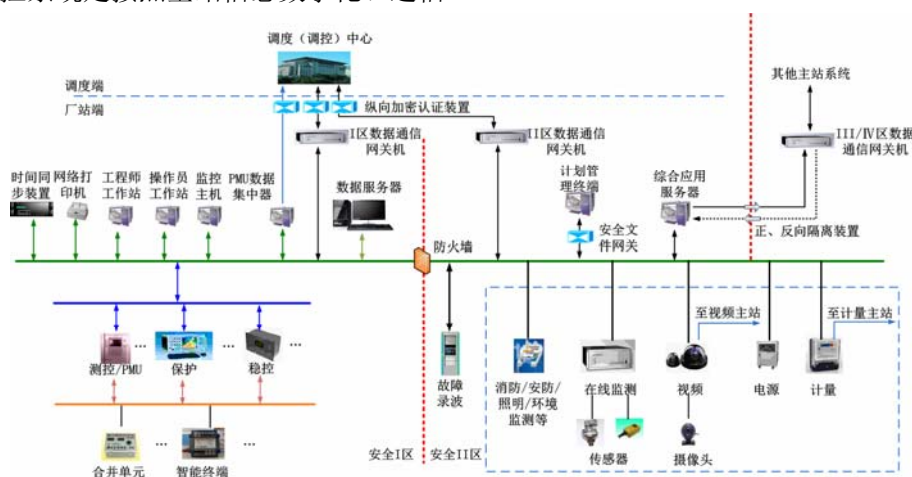 调度（调控）中心
其他主站系统
调度端
厂站端
纵向加密认证装置
I区数据通信
网关机
II区数据通信
网关机
III/IV区数据
通信网关机
时间同
步装置
网络打
印机
工程师
工作站
操作员
工作站
监控
主机
PMU数据
集中器
数据服务器
计划管
理终端
综合应用
服务器
安全文
件网关
正、反向隔离装置
防火墙
至视频主站
至计量主站
测控/PMU
...
保护
...
稳控
...
故障
录波
消防/安防/
照明/环境
监测等
在线监测
视频
电源
计量
合并单元
...
智能终端
...
安全I区
安全II区
传感器
摄像头